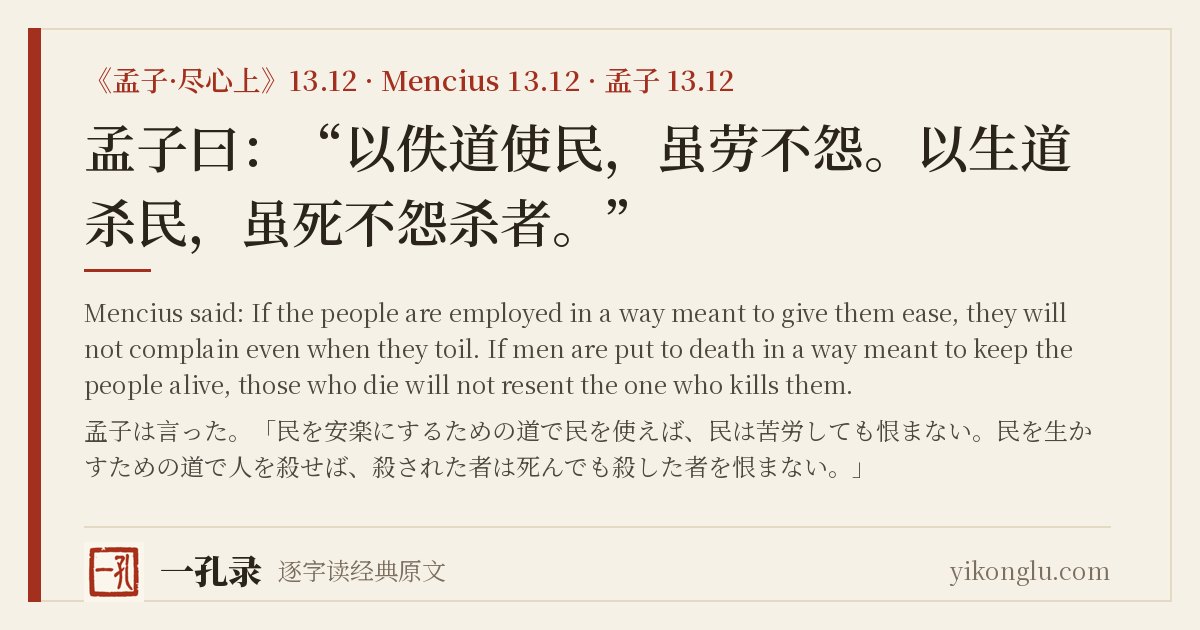 《孟子·尽心上》13.12 · Mencius 13.12 · 孟子 13.12
孟子曰：“以佚道使民，虽劳不怨。以生道
杀民，虽死不怨杀者。”
Mencius said: If the people are employed in a way meant to give them ease, they will
not complain even when they toil. If men are put to death in a way meant to keep the
people alive, those who die will not resent the one who kills them.
孟子は言った。「民を安楽にするための道で民を使えば、民は苦労しても恨まない。民を生か
すための道で人を殺せば、殺された者は死んでも殺した者を恨まない。」
一孔
一孔录 逐字读经典原文
yikonglu.com